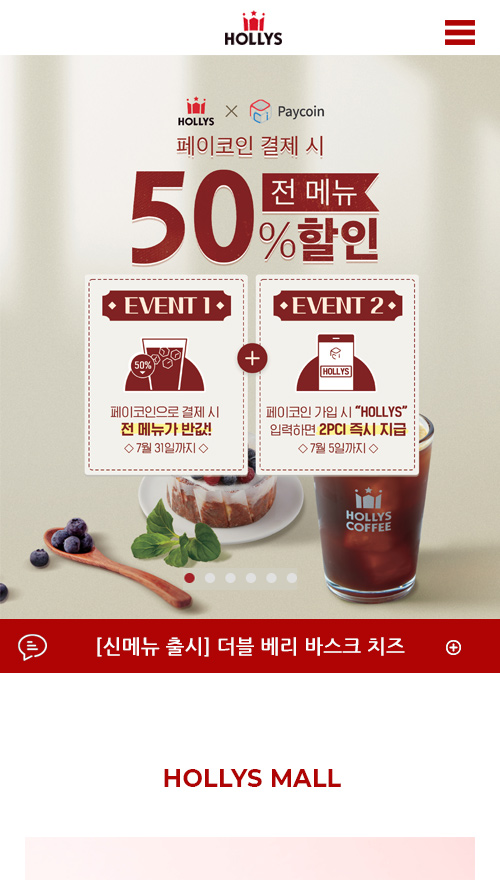 HOLLYS
HOLLYS × Paycoin
페이코인 결제 시
50%
전 메뉴
할인
EVENT 1
50%
페이코인으로 결제 시
전 메뉴가 반값!
◇ 7월 31일까지 ◇
+
EVENT 2
HOLLYS
페이코인 가입 시 “HOLLYS”
입력하면 2PCI 즉시 지급
◇ 7월 5일까지 ◇
HOLLYS
COFFEE
[신메뉴 출시] 더블 베리 바스크 치즈
HOLLYS MALL